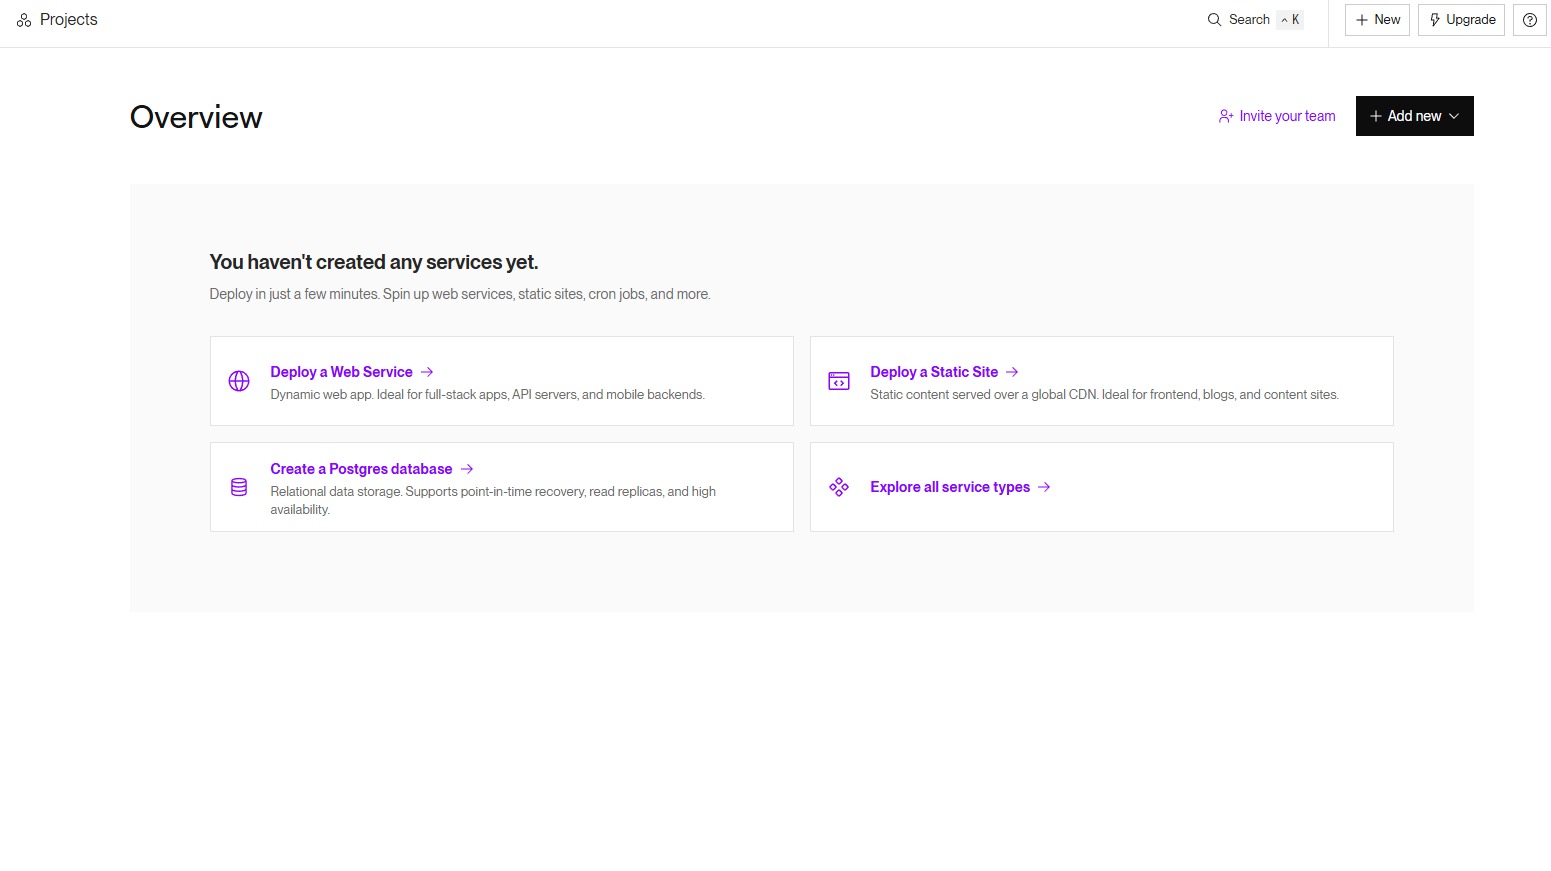 Projects
Search ^ K
New
Upgrade
Overview
Invite your team
Add new
You haven't created any services yet.
Deploy in just a few minutes. Spin up web services, static sites, cron jobs, and more.
Deploy a Web Service →
Dynamic web app. Ideal for full-stack apps, API servers, and mobile backends.
Deploy a Static Site →
Static content served over a global CDN. Ideal for frontend, blogs, and content sites.
Create a Postgres database →
Relational data storage. Supports point-in-time recovery, read replicas, and high
availability.
Explore all service types →